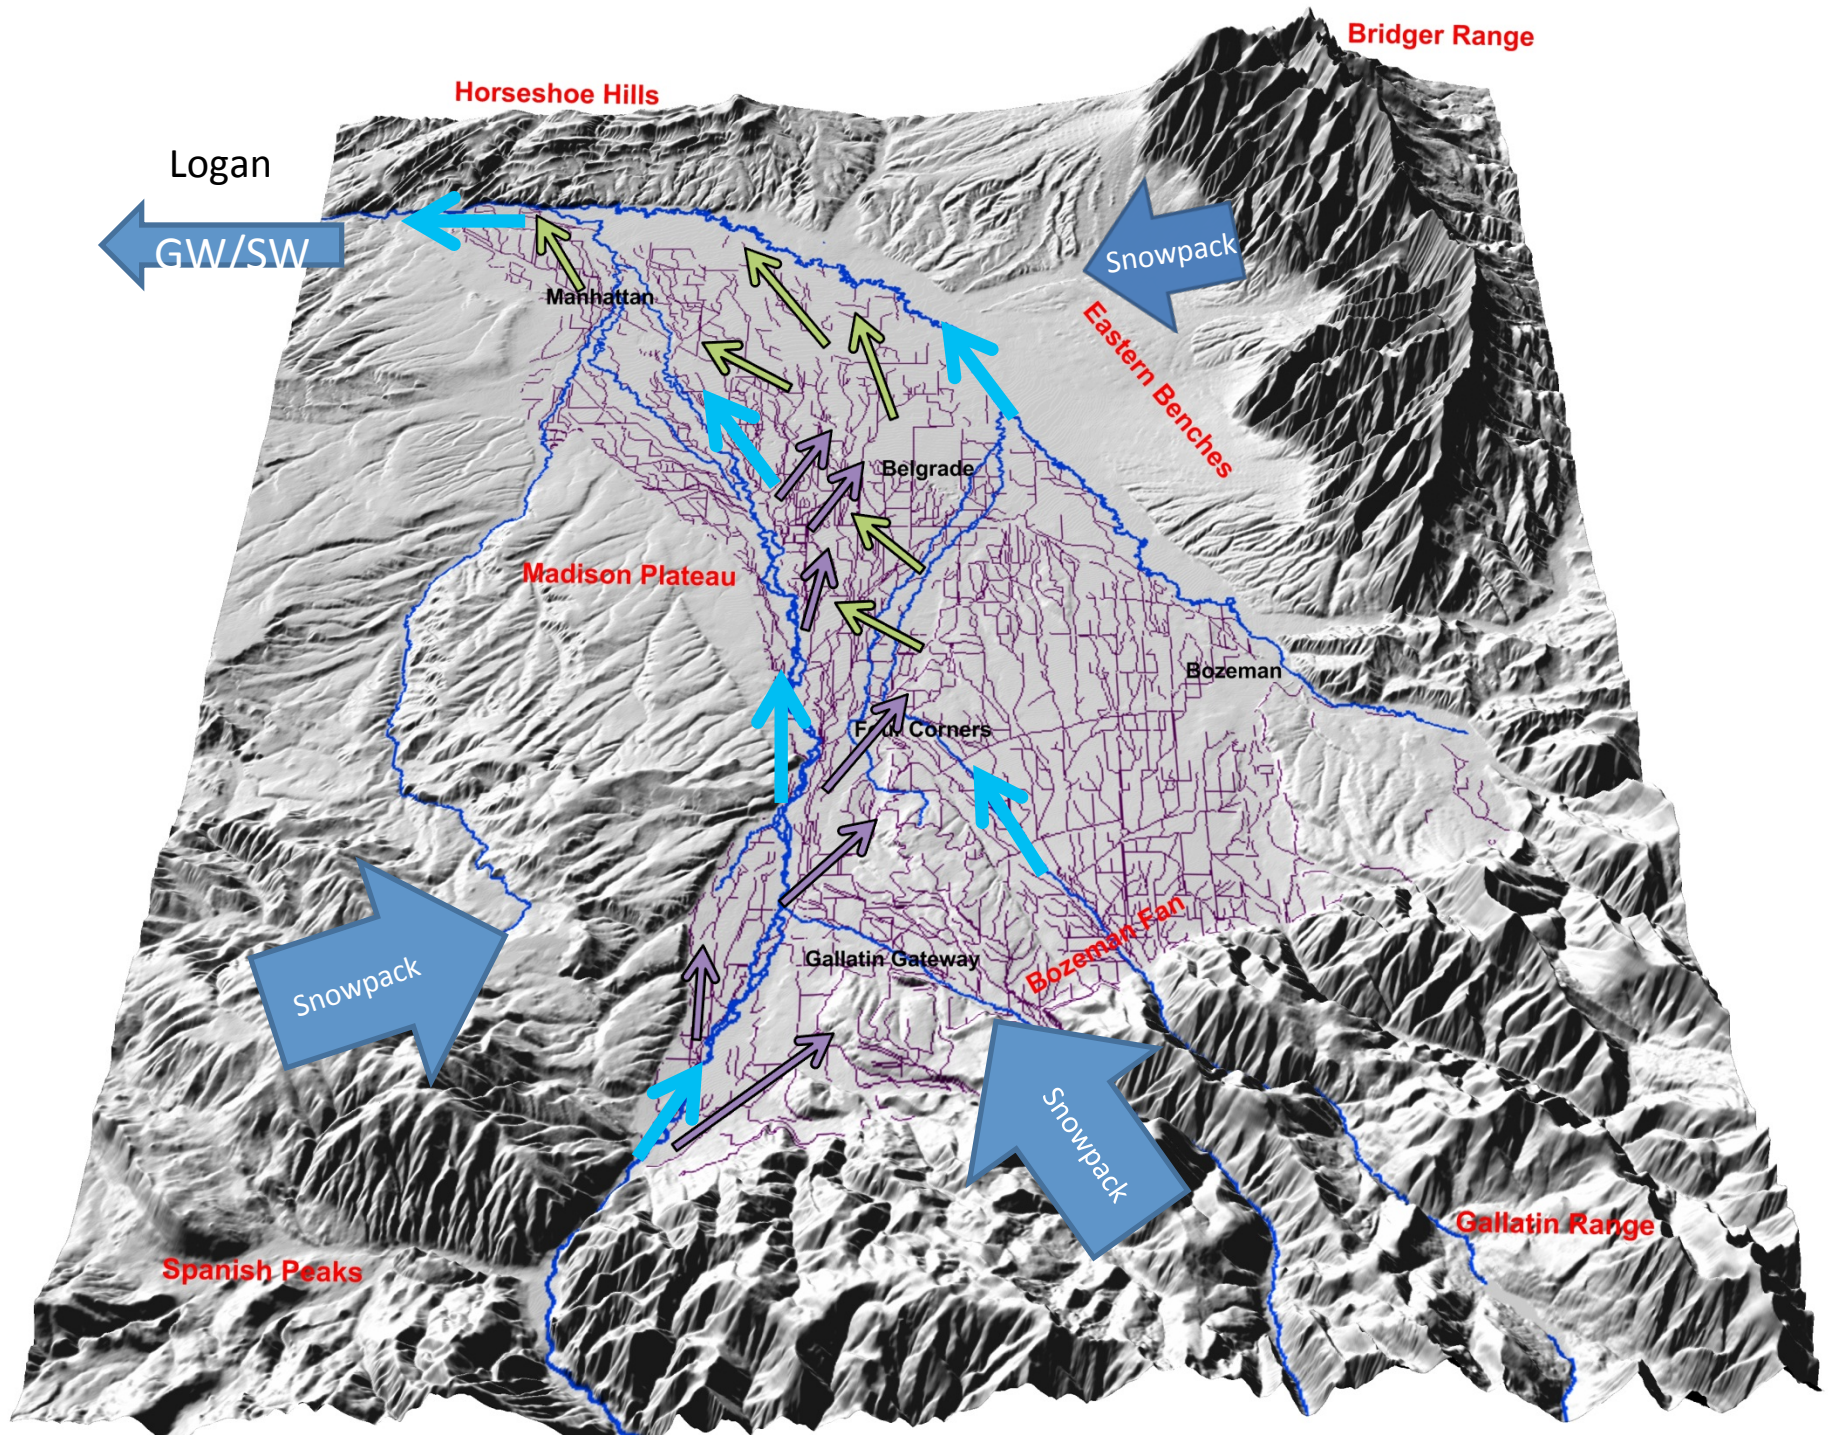 Bridger Range
Horseshoe Hills
Logan
GW/SW
Snowpack
Manhattan
Eastern Benches
Belgrade
Madison Plateau
Bozeman
Four Corners
Bozeman Fan
Gallatin Gateway
Snowpack
Snowpack
Gallatin Range
Spanish Peaks